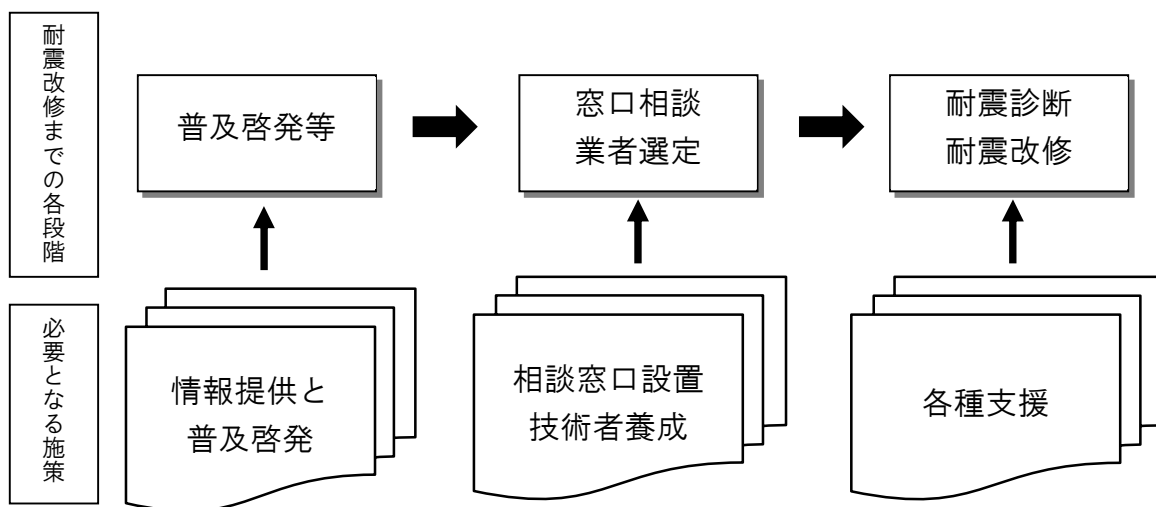 耐震改修までの各段階
普及啓発等
窓口相談
業者選定
耐震診断
耐震改修
必要となる施策
情報提供と
普及啓発
相談窓口設置
技術者養成
各種支援